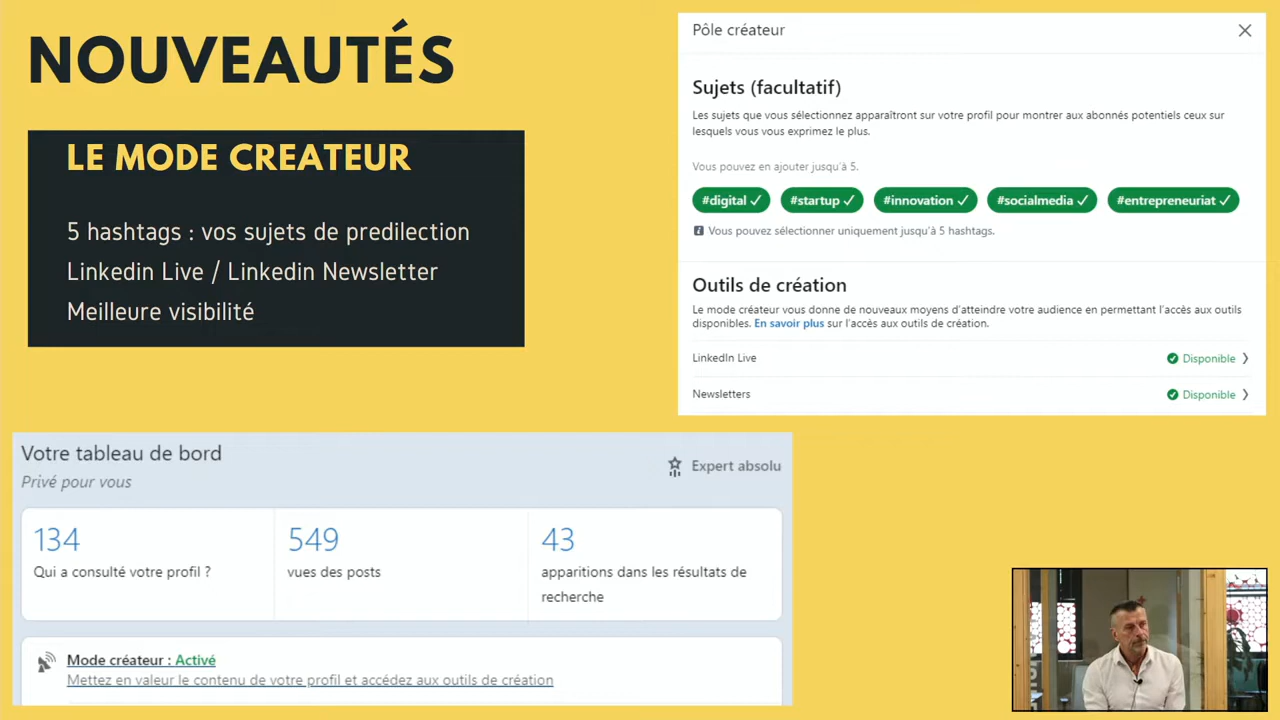 NOUVEAUTÉS
LE MODE CREATEUR
5 hashtags : vos sujets de predilection
Linkedin Live / Linkedin Newsletter
Meilleure visibilité
Pôle créateur
Sujets (facultatif)
Les sujets que vous sélectionnez apparaîtront sur votre profil pour montrer aux abonnés potentiels ceux sur
lesquels vous vous exprimez le plus.
Vous pouvez en ajouter jusqu'à 5.
#digital ✓ #startup ✓ #innovation ✓ #socialmedia ✓ #entrepreneuriat ✓
Vous pouvez sélectionner uniquement jusqu'à 5 hashtags.
Outils de création
Le mode créateur vous donne de nouveaux moyens d'atteindre votre audience en permettant l'accès aux outils
disponibles. En savoir plus sur l'accès aux outils de création.
LinkedIn Live Disponible
Newsletters Disponible
Votre tableau de bord
Privé pour vous
Expert absolu
134
Qui a consulté votre profil ?
549
vues des posts
43
apparitions dans les résultats de
recherche
Mode créateur : Activé
Mettez en valeur le contenu de votre profil et accédez aux outils de création